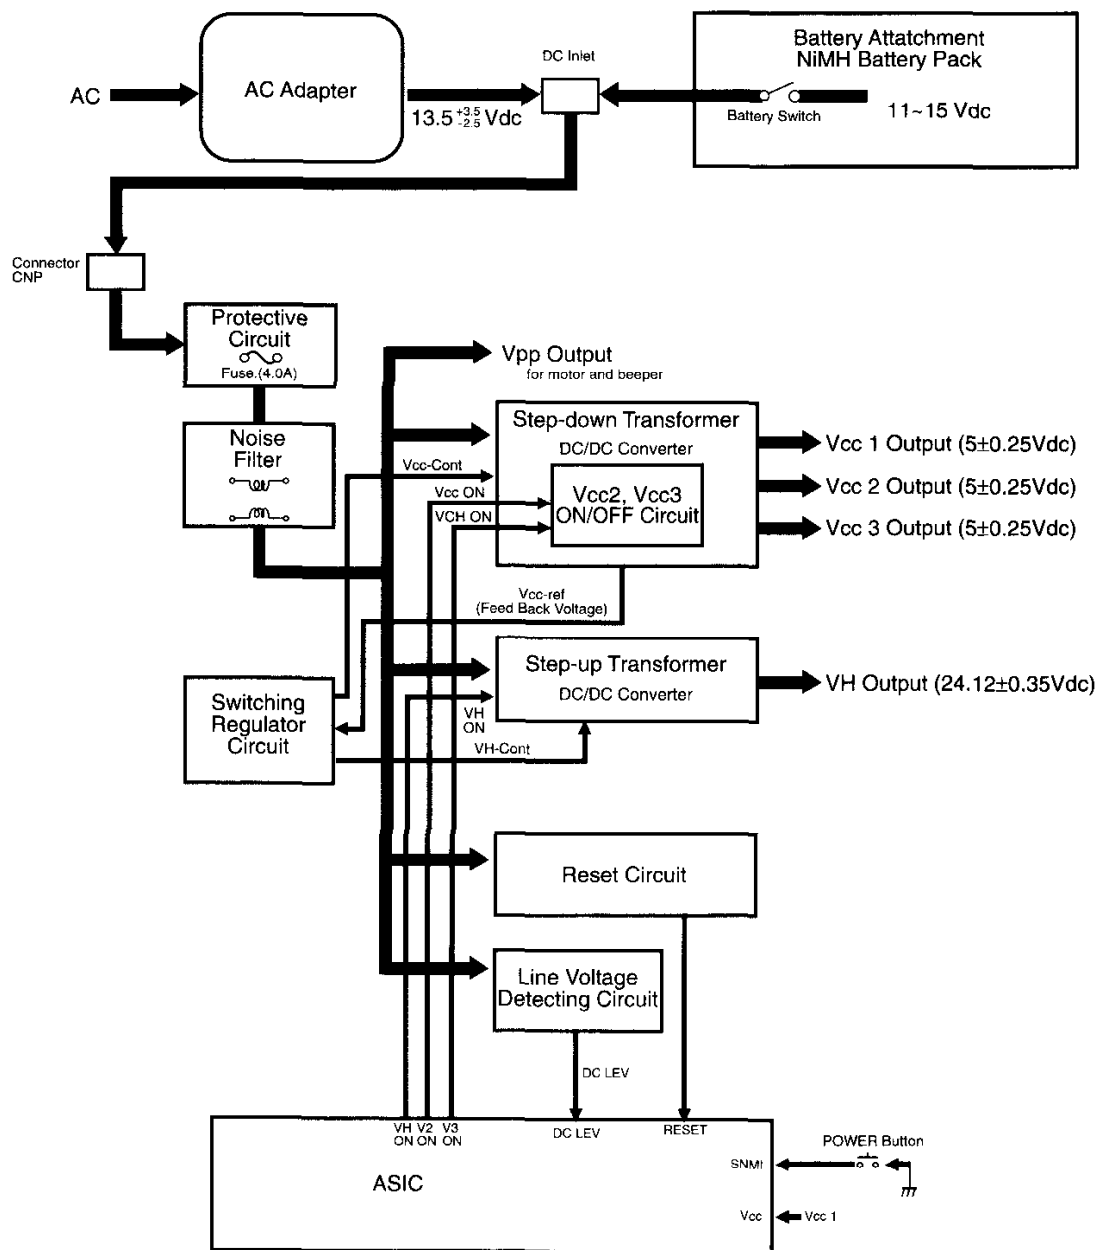 Battery Attatchment
NiMH Battery Pack
DC Inlet
AC
AC Adapter
13.5 +3.5 -2.5 Vdc
Battery Switch
11~15 Vdc
Connector
CNP
Protective
Circuit
Fuse.(4.0A)
Vpp Output
for motor and beeper
Noise
Filter
Step-down Transformer
DC/DC Converter
Vcc-Cont
Vcc ON
VCH ON
Vcc2, Vcc3
ON/OFF Circuit
Vcc 1 Output (5±0.25Vdc)
Vcc 2 Output (5±0.25Vdc)
Vcc 3 Output (5±0.25Vdc)
Vcc-ref
(Feed Back Voltage)
Step-up Transformer
DC/DC Converter
VH Output (24.12±0.35Vdc)
Switching
Regulator
Circuit
VH
ON
VH-Cont
Reset Circuit
Line Voltage
Detecting Circuit
DC LEV
VH V2 V3
ON ON ON
DC LEV
RESET
ASIC
SNMI
POWER Button
Vcc
Vcc 1